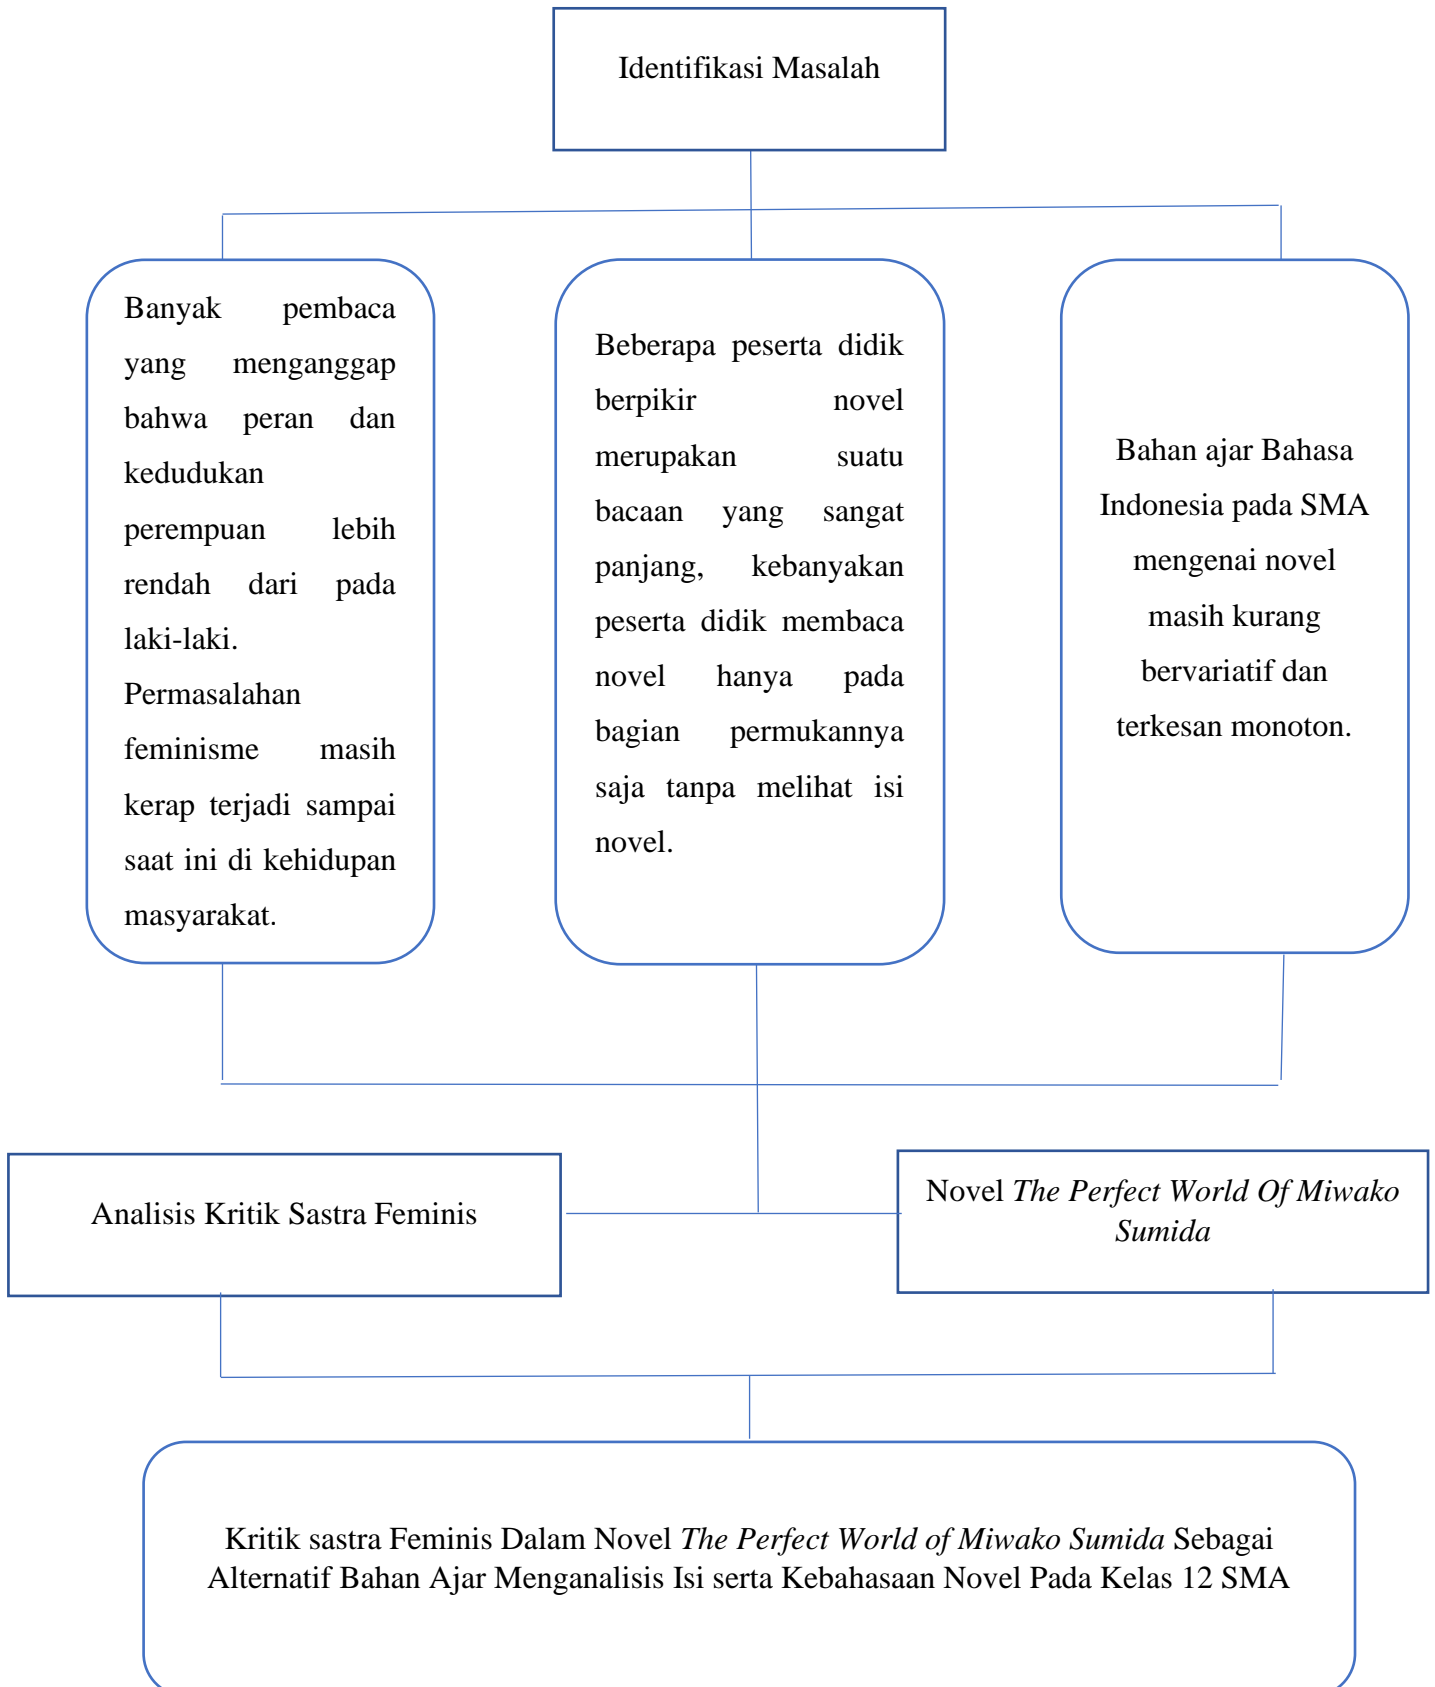 Identifikasi Masalah
Banyak pembaca
yang menganggap
bahwa peran dan
kedudukan
perempuan lebih
rendah dari pada
laki-laki.
Permasalahan
feminisme masih
kerap terjadi sampai
saat ini di kehidupan
masyarakat.
Beberapa peserta didik
berpikir novel
merupakan suatu
bacaan yang sangat
panjang, kebanyakan
peserta didik membaca
novel hanya pada
bagian permukannya
saja tanpa melihat isi
novel.
Bahan ajar Bahasa
Indonesia pada SMA
mengenai novel
masih kurang
bervariatif dan
terkesan monoton.
Analisis Kritik Sastra Feminis
Novel The Perfect World Of Miwako
Sumida
Kritik sastra Feminis Dalam Novel The Perfect World of Miwako Sumida Sebagai
Alternatif Bahan Ajar Menganalisis Isi serta Kebahasaan Novel Pada Kelas 12 SMA